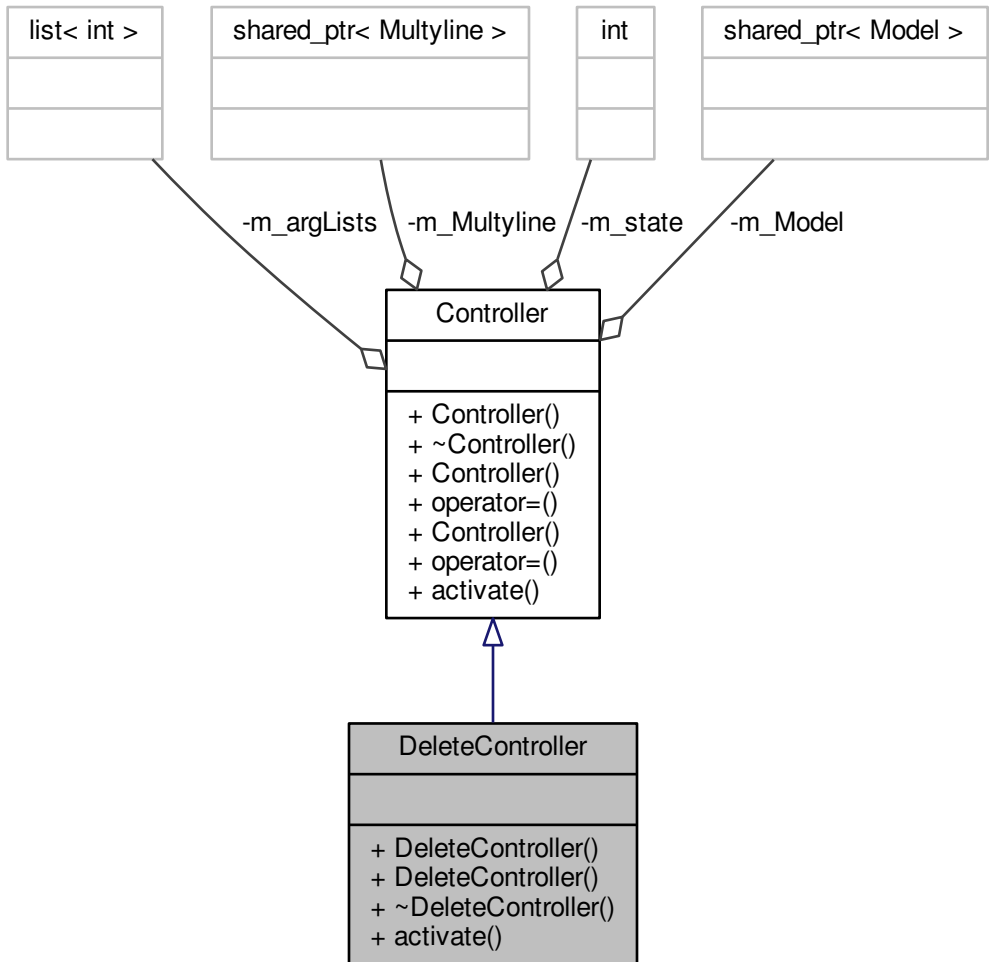 list< int >
shared_ptr< Multyline >
int
shared_ptr< Model >
-m_argLists
-m_Multyline
-m_state
-m_Model
Controller
+ Controller()
+ ~Controller()
+ Controller()
+ operator=()
+ Controller()
+ operator=()
+ activate()
DeleteController
+ DeleteController()
+ DeleteController()
+ ~DeleteController()
+ activate()